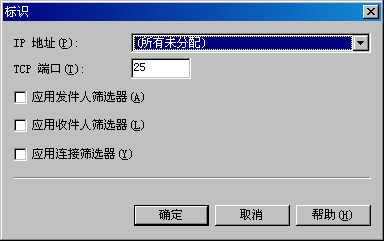 标识
IP 地址(P): (所有未分配)
TCP 端口(T): 25
应用发件人筛选器(A)
应用收件人筛选器(L)
应用连接筛选器(Y)
确定 取消 帮助(H)